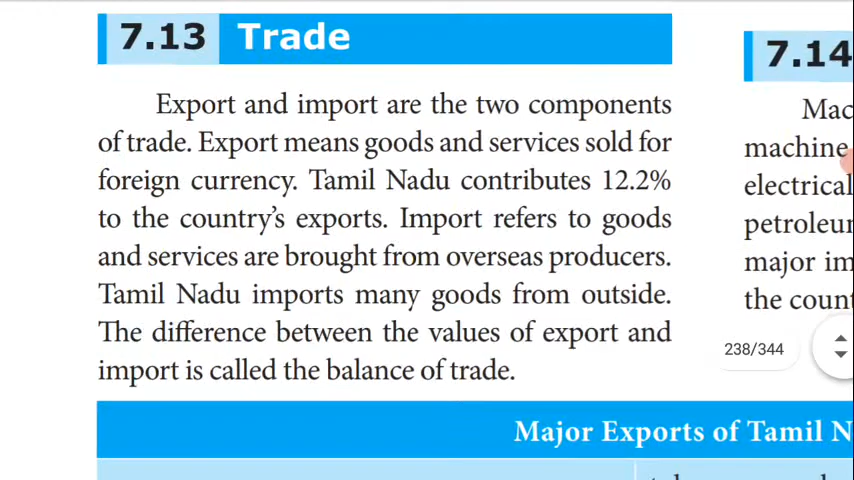 7.13 Trade
Export and import are the two components
of trade. Export means goods and services sold for
foreign currency. Tamil Nadu contributes 12.2%
to the country's exports. Import refers to goods
and services are brought from overseas producers.
Tamil Nadu imports many goods from outside.
The difference between the values of export and
import is called the balance of trade.
7.14
machine
electrical
major
the
238/344
Major Exports of Tamil